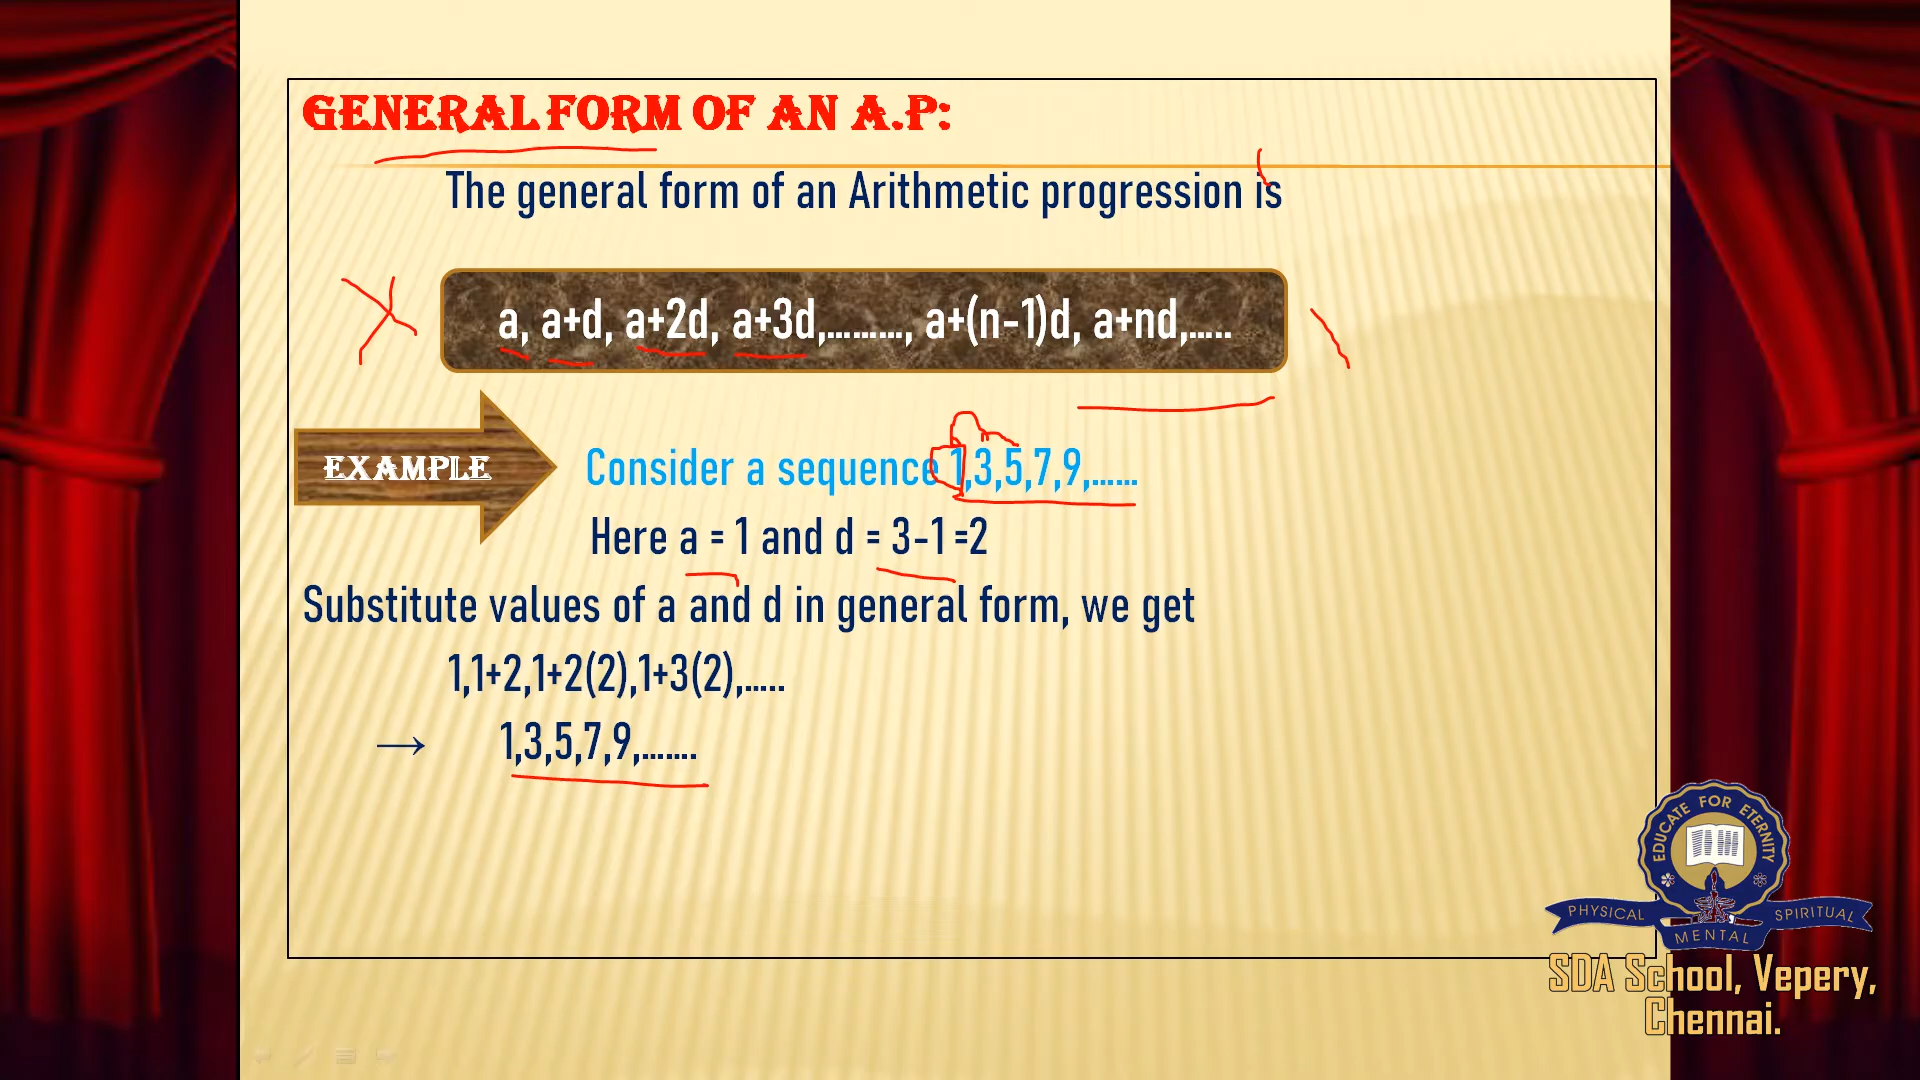 GENERAL FORM OF AN A.P:
The general form of an Arithmetic progression is
a, a+d, a+2d, a+3d,………, a+(n-1)d, a+nd,…..
EXAMPLE
Consider a sequence 1,3,5,7,9,……
Here a = 1 and d = 3-1 =2
Substitute values of a and d in general form, we get
1,1+2,1+2(2),1+3(2),…..
→ 1,3,5,7,9,…….
EDUCATE FOR ETERNITY
PHYSICAL MENTAL SPIRITUAL
SDA School, Vepery,
Chennai.